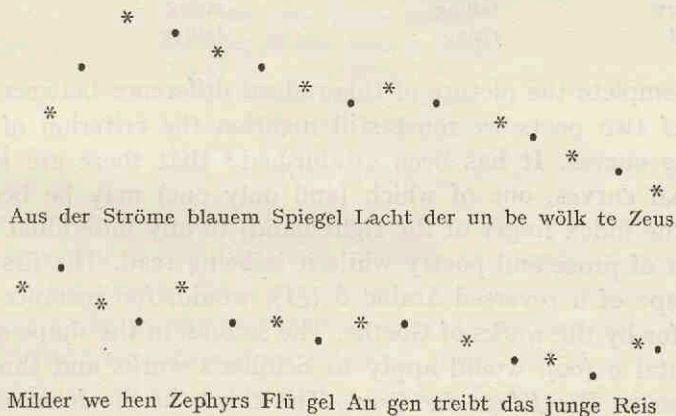 Aus der Ströme blauem Spiegel Lacht der un be wölk te Zeus
Milder we hen Zephyrs Flü gel Au gen treibt das junge Reis